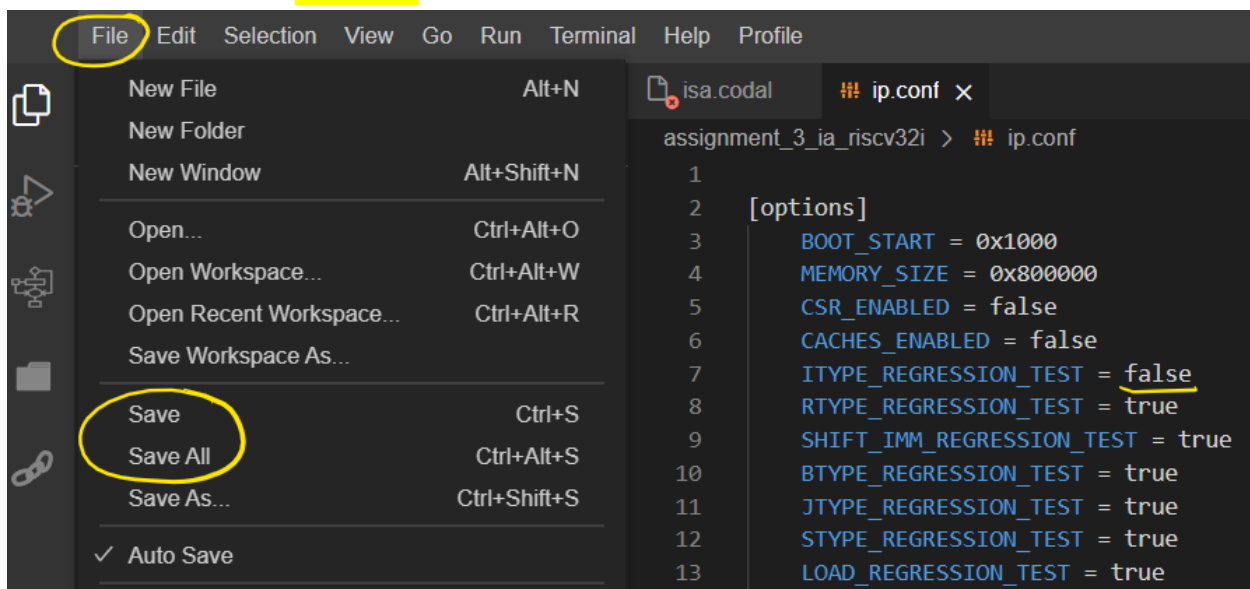 File Edit Selection View Go Run Terminal Help Profile
New File Alt+N
New Folder
New Window Alt+Shift+N
Open... Ctrl+Alt+O
Open Workspace... Ctrl+Alt+W
Open Recent Workspace... Ctrl+Alt+R
Save Workspace As...
Save Ctrl+S
Save All Ctrl+Alt+S
Save As... Ctrl+Shift+S
✓ Auto Save
isa.codal ip.conf ×
assignment_3_ia_riscv32i > ip.conf
1
2 [options]
3 BOOT_START = 0x1000
4 MEMORY_SIZE = 0x800000
5 CSR_ENABLED = false
6 CACHES_ENABLED = false
7 ITYPE_REGRESSION_TEST = false
8 RTYPE_REGRESSION_TEST = true
9 SHIFT_IMM_REGRESSION_TEST = true
10 BTYPE_REGRESSION_TEST = true
11 JTYPE_REGRESSION_TEST = true
12 STYPE_REGRESSION_TEST = true
13 LOAD_REGRESSION_TEST = true